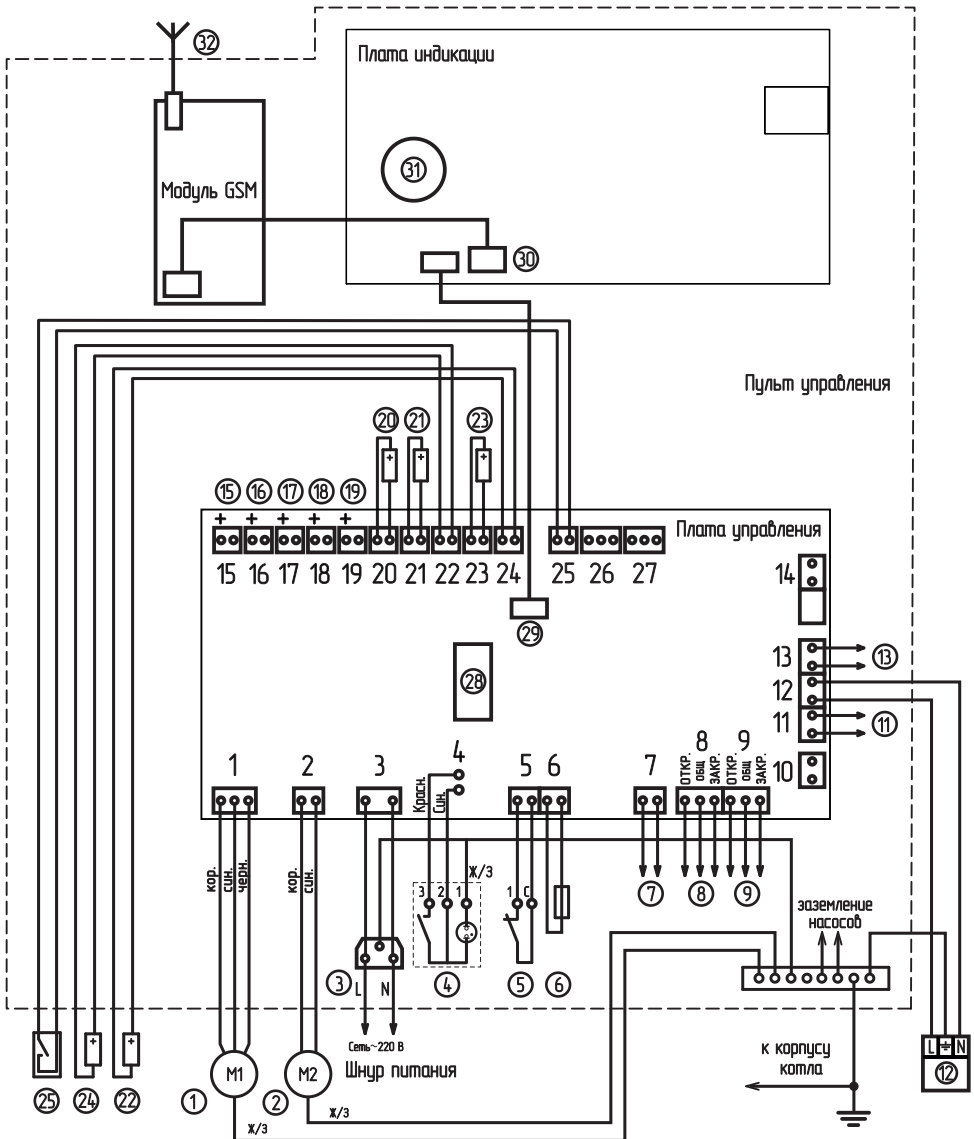 32
Плата индикации
31
Модуль GSM
30
Пульт управления
20 21 23
+ + +
15 16 17 18 19
+ + + + +
Плата управления
15 16 17 18 19 20 21 22 23 24 25 26 27
14
29
28
13 13
12
11 11
10
1 2 3 4 5 6 7 8 9
Красн.
Син.
ОТКР.
ОБЩ
ЗАКР.
ОТКР.
ОБЩ
ЗАКР.
кор.
син.
черн.
кор.
син.
Ж/З
3 2 1
1 С
7 8 9
заземление
насосов
3 L N 4 5 6
Сеть~220 В
Шнур питания
к корпусу
котла
L N
12
+ +
25 24 22
1 М1 2 М2
Ж/З
Ж/З